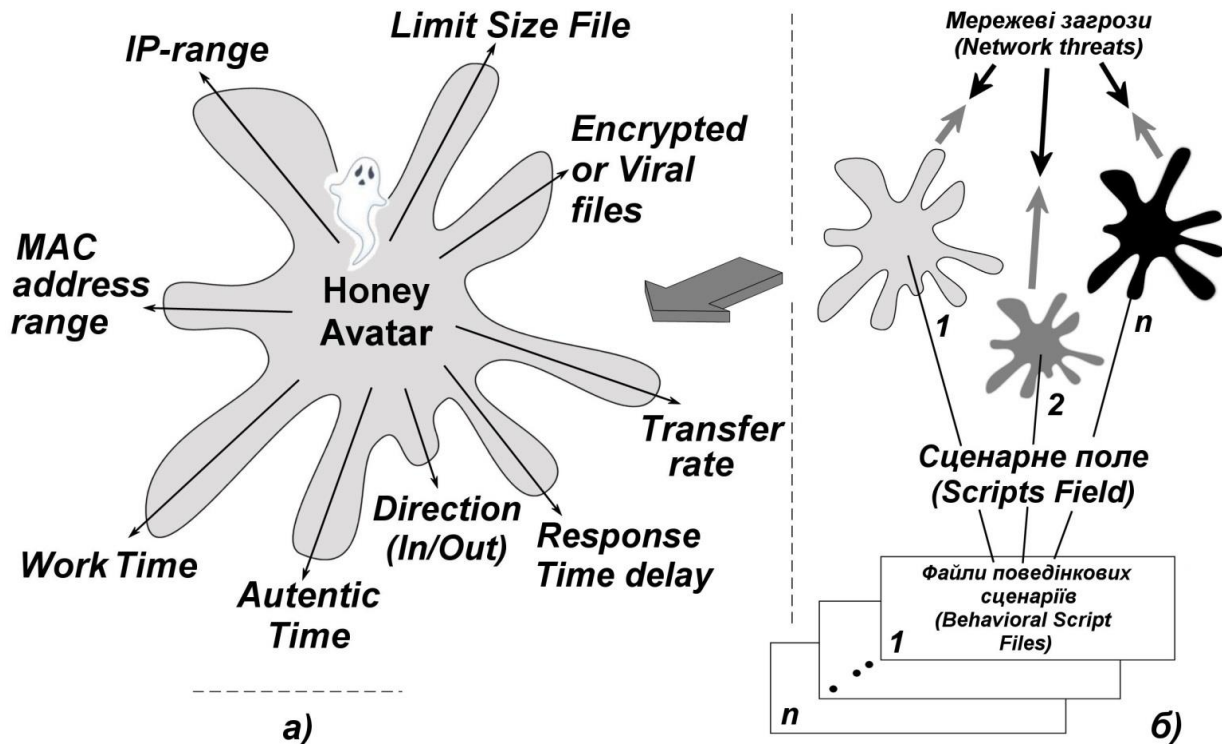 IP-range
Limit Size File
Encrypted
or Viral
files
MAC
address
range
Honey
Avatar
Transfer
rate
Direction
(In/Out)
Response
Time delay
Work Time
Autentic
Time
а)
Мережеві загрози
(Network threats)
1
2
n
Сценарне поле
(Scripts Field)
Файли поведінкових
сценаріїв
(Behavioral Script
Files)
1
n
б)